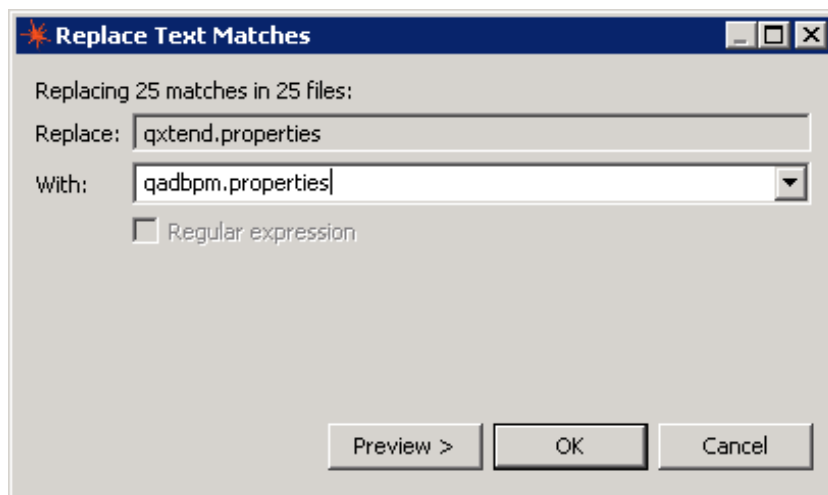 Replace Text Matches
Replacing 25 matches in 25 files:
Replace: qxtend.properties
With: qadbpm.properties
Regular expression
Preview > OK Cancel